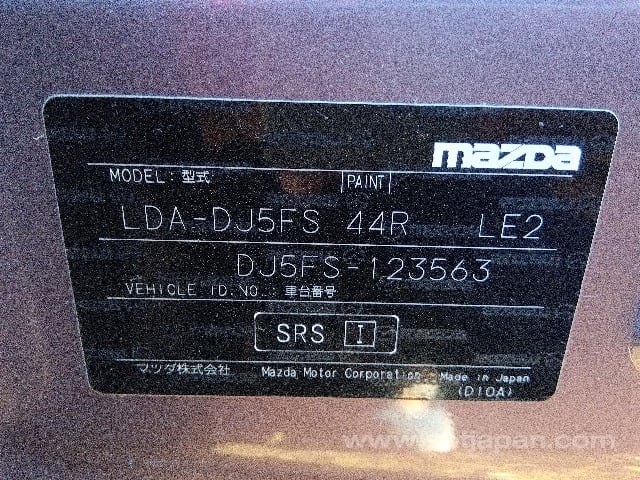 mazda
MODEL:型式 PAINT
LDA-DJ5FS 44R LE2
DJ5FS-123563
VEHICLE ID.NO.:車台番号
SRS I
マツダ株式会社 Mazda Motor Corporation Made in Japan
(D10A)